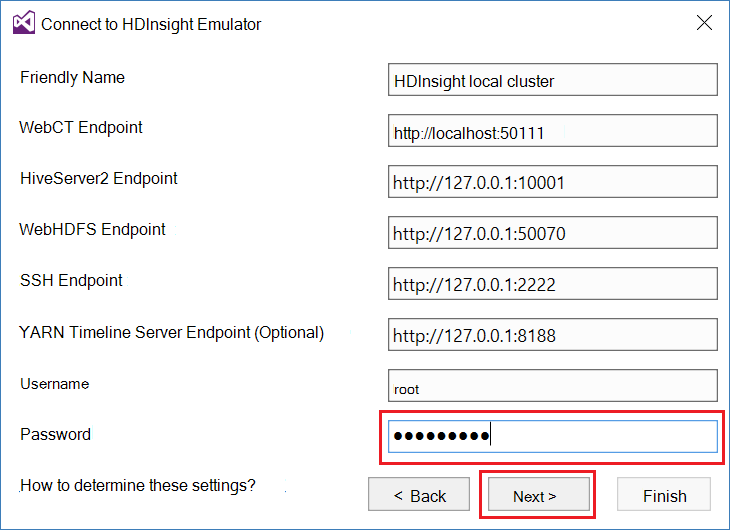 Connect to HDInsight Emulator
Friendly Name HDInsight local cluster
WebCT Endpoint http://localhost:50111
HiveServer2 Endpoint http://127.0.0.1:10001
WebHDFS Endpoint http://127.0.0.1:50070
SSH Endpoint http://127.0.0.1:2222
YARN Timeline Server Endpoint (Optional) http://127.0.0.1:8188
Username root
Password ●●●●●●●●●
How to determine these settings? < Back Next > Finish